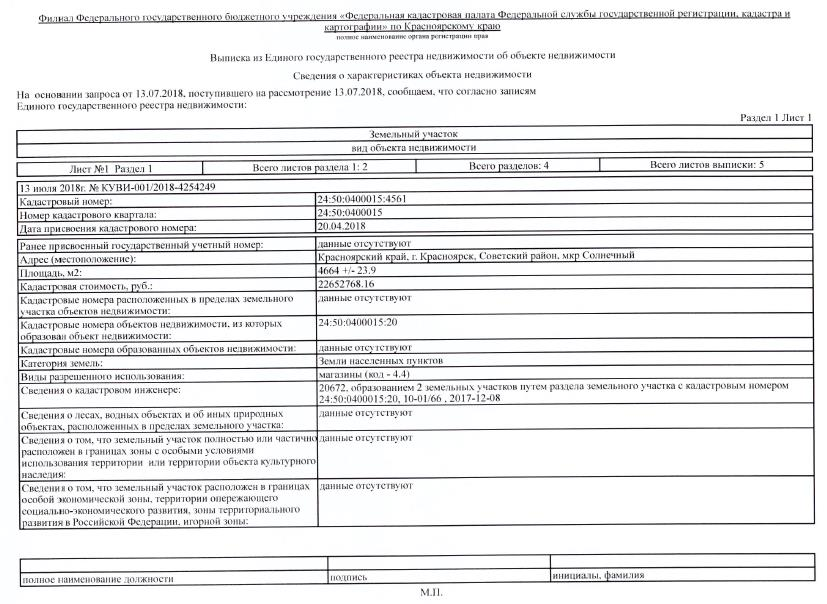 Филиал Федерального государственного бюджетного учреждения «Федеральная кадастровая палата Федеральной службы государственной регистрации, кадастра и
картографии» по Красноярскому краю
полное наименование органа регистрации прав
Выписка из Единого государственного реестра недвижимости об объекте недвижимости
Сведения о характеристиках объекта недвижимости
На основании запроса от 13.07.2018, поступившего на рассмотрение 13.07.2018, сообщаем, что согласно записям
Единого государственного реестра недвижимости:
Раздел 1 Лист 1
Земельный участок
вид объекта недвижимости
Лист №1 Раздел 1 Всего листов раздела 1: 2 Всего разделов: 4 Всего листов выписки: 5
13 июля 2018г. № КУВИ-001/2018-4254249
Кадастровый номер: 24:50:0400015:4561
Номер кадастрового квартала: 24:50:0400015
Дата присвоения кадастрового номера: 20.04.2018
Ранее присвоенный государственный учетный номер: данные отсутствуют
Адрес (местоположение): Красноярский край, г. Красноярск, Советский район, мкр Солнечный
Площадь, м2: 4664 +/- 23.9
Кадастровая стоимость, руб.: 22652768.16
Кадастровые номера расположенных в пределах земельного данные отсутствуют
участка объектов недвижимости:
Кадастровые номера объектов недвижимости, из которых 24:50:0400015:20
образован объект недвижимости:
Кадастровые номера образованных объектов недвижимости: данные отсутствуют
Категория земель: Земли населенных пунктов
Виды разрешенного использования: магазины (код - 4.4)
Сведения о кадастровом инженере: 20672, образованием 2 земельных участков путем раздела земельного участка с кадастровым номером
24:50:0400015:20, 10-01/66 , 2017-12-08
Сведения о лесах, водных объектах и об иных природных данные отсутствуют
объектах, расположенных в пределах земельного участка:
Сведения о том, что земельный участок полностью или частично данные отсутствуют
расположен в границах зоны с особыми условиями
использования территории или территории объекта культурного
наследия:
Сведения о том, что земельный участок расположен в границах данные отсутствуют
особой экономической зоны, территории опережающего
социально-экономического развития, зоны территориального
развития в Российской Федерации, игорной зоны:
полное наименование должности подпись инициалы, фамилия
М.П.